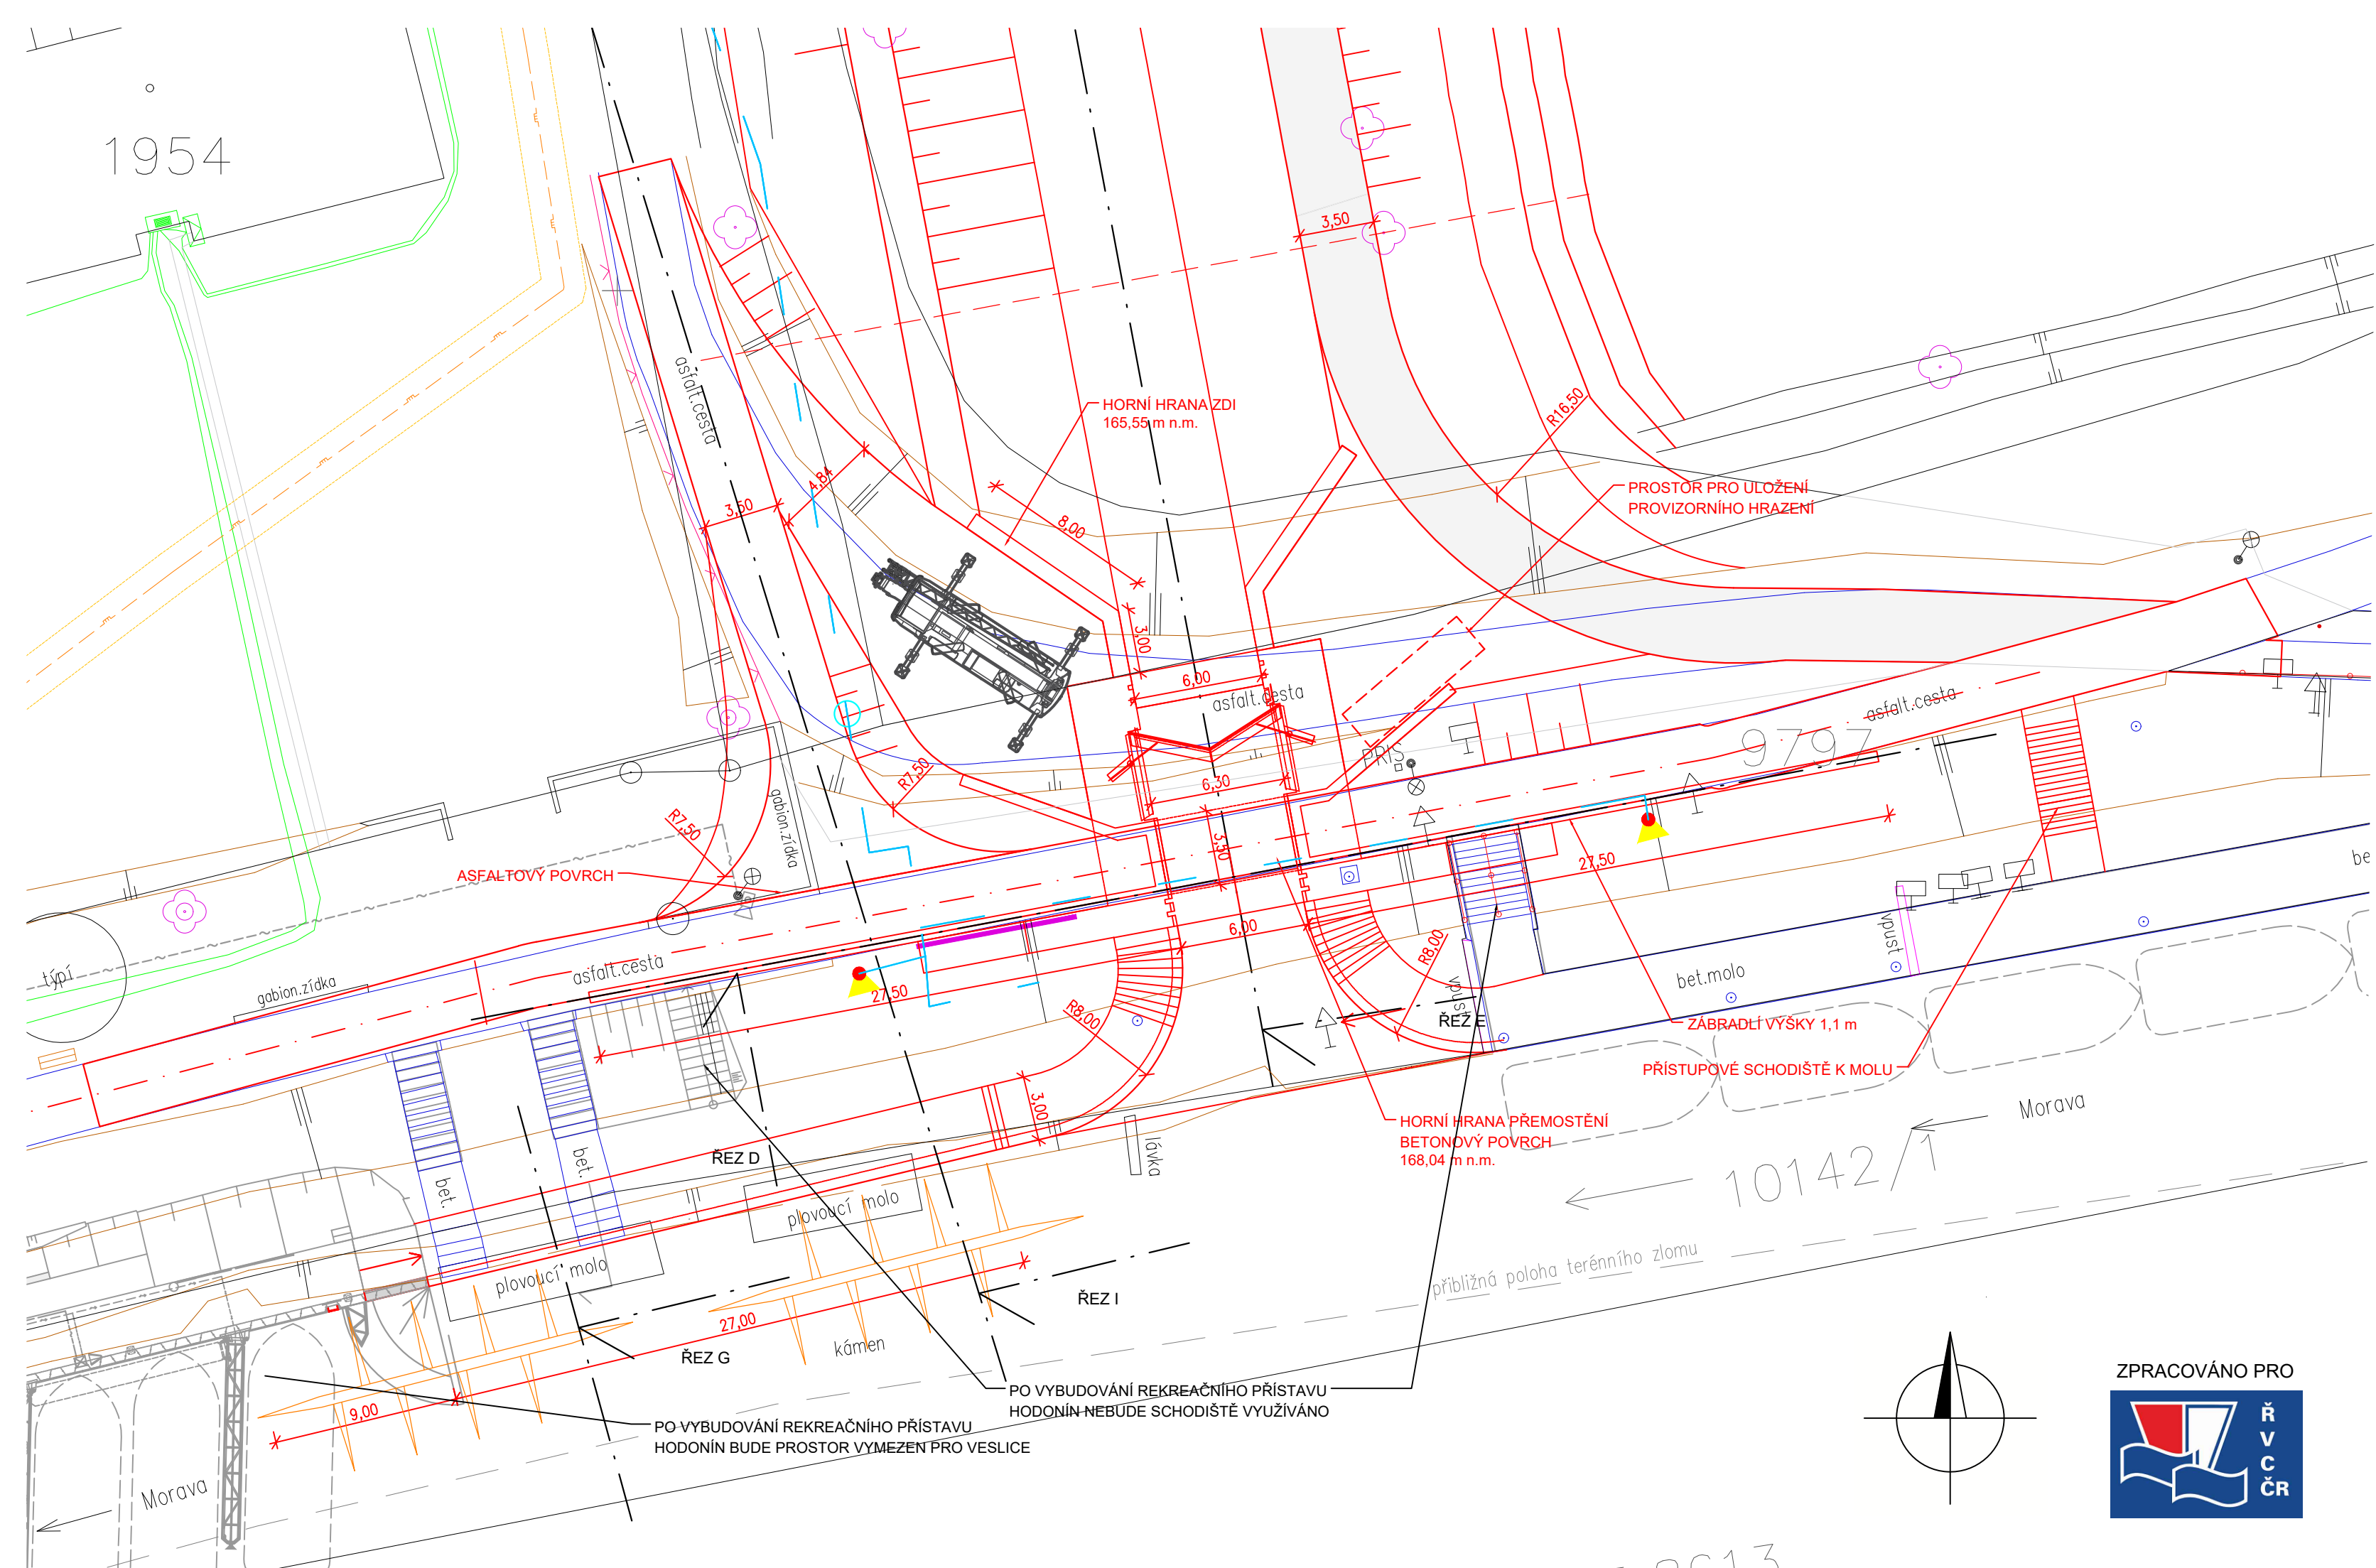 1954
asfalt.cesta
3,50
HORNÍ HRANA ZDI
165,55 m n.m.
R16,50
4,84
3,50
8,00
PROSTOR PRO ULOŽENÍ
PROVIZORNÍHO HRAZENÍ
3,00
6,00
asfalt.cesta
asfalt.cesta
9797
PRIS
R7,50
6,30
gabion.zídka
R7,50
3,50
27,50
ASFALTOVÝ POVRCH
týpí
gabion.zídka
asfalt.cesta
27,50
6,00
R8,00
R8,00
vpusť
vpusť
bet.molo
ŘEZ E
ZÁBRADLÍ VÝŠKY 1,1 m
PŘÍSTUPOVÉ SCHODIŠTĚ K MOLU
3,00
HORNÍ HRANA PŘEMOSTĚNÍ
BETONOVÝ POVRCH
168,04 m n.m.
Morava
10142/1
lávka
bet.
bet.
ŘEZ D
plovoucí molo
plovoucí molo
přibližná poloha terénního zlomu
ŘEZ I
27,00
kámen
ŘEZ G
9,00
PO VYBUDOVÁNÍ REKREAČNÍHO PŘÍSTAVU
HODONÍN NEBUDE SCHODIŠTĚ VYUŽÍVÁNO
PO VYBUDOVÁNÍ REKREAČNÍHO PŘÍSTAVU
HODONÍN BUDE PROSTOR VYMEZEN PRO VESLICE
Morava
ZPRACOVÁNO PRO
Ř
V
C
ČR